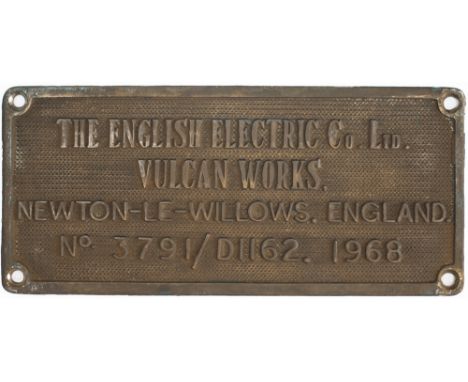 THE ENGLISH ELECTRIC Co. LTD.
VULCAN WORKS.
NEWTON-LE-WILLOWS. ENGLAND.
No. 3791/D1162. 1968